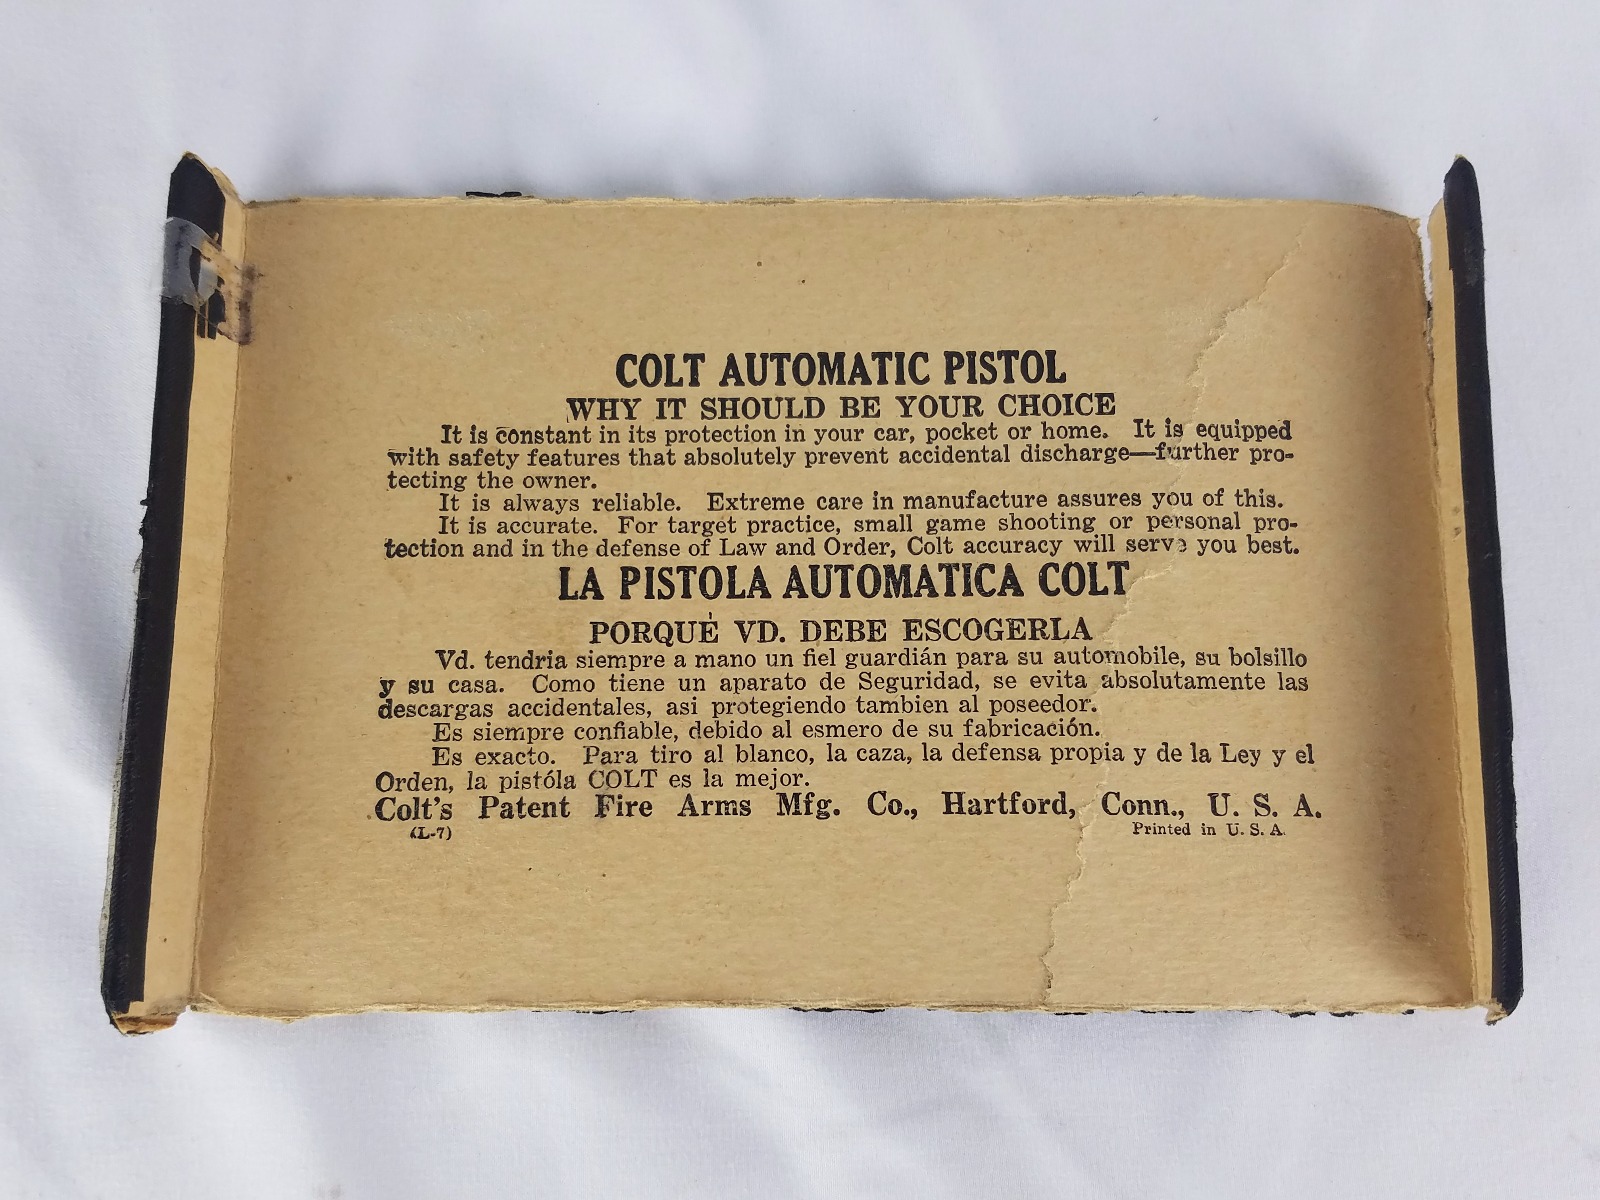 COLT AUTOMATIC PISTOL
WHY IT SHOULD BE YOUR CHOICE
It is constant in its protection in your car, pocket or home. It is equipped
with safety features that absolutely prevent accidental discharge—further pro-
tecting the owner.
It is always reliable. Extreme care in manufacture assures you of this.
It is accurate. For target practice, small game shooting or personal pro-
tection and in the defense of Law and Order, Colt accuracy will serve you best.
LA PISTOLA AUTOMATICA COLT
PORQUÉ VD. DEBE ESCOGERLA
Vd. tendria siempre a mano un fiel guardián para su automobile, su bolsillo
y su casa. Como tiene un aparato de Seguridad, se evita absolutamente las
descargas accidentales, asi protegiendo tambien al poseedor.
Es siempre confiable, debido al esmero de su fabricación.
Es exacto. Para tiro al blanco, la caza, la defensa propia y de la Ley y el
Orden, la pistóla COLT es la mejor.
Colt's Patent Fire Arms Mfg. Co., Hartford, Conn., U. S. A.
(L-7) Printed in U. S. A.